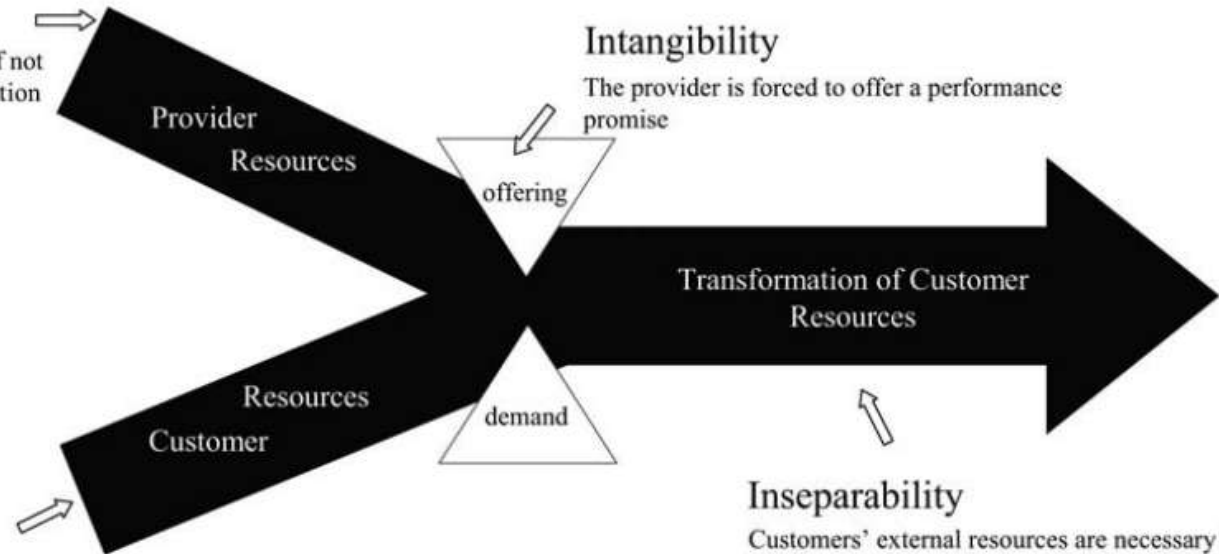 Intangibility
The provider is forced to offer a performance
promise
not
Provider
Resources
offering
Transformation of Customer
Resources
Resources
Customer
demand
Inseparability
Customers’ external resources are necessary